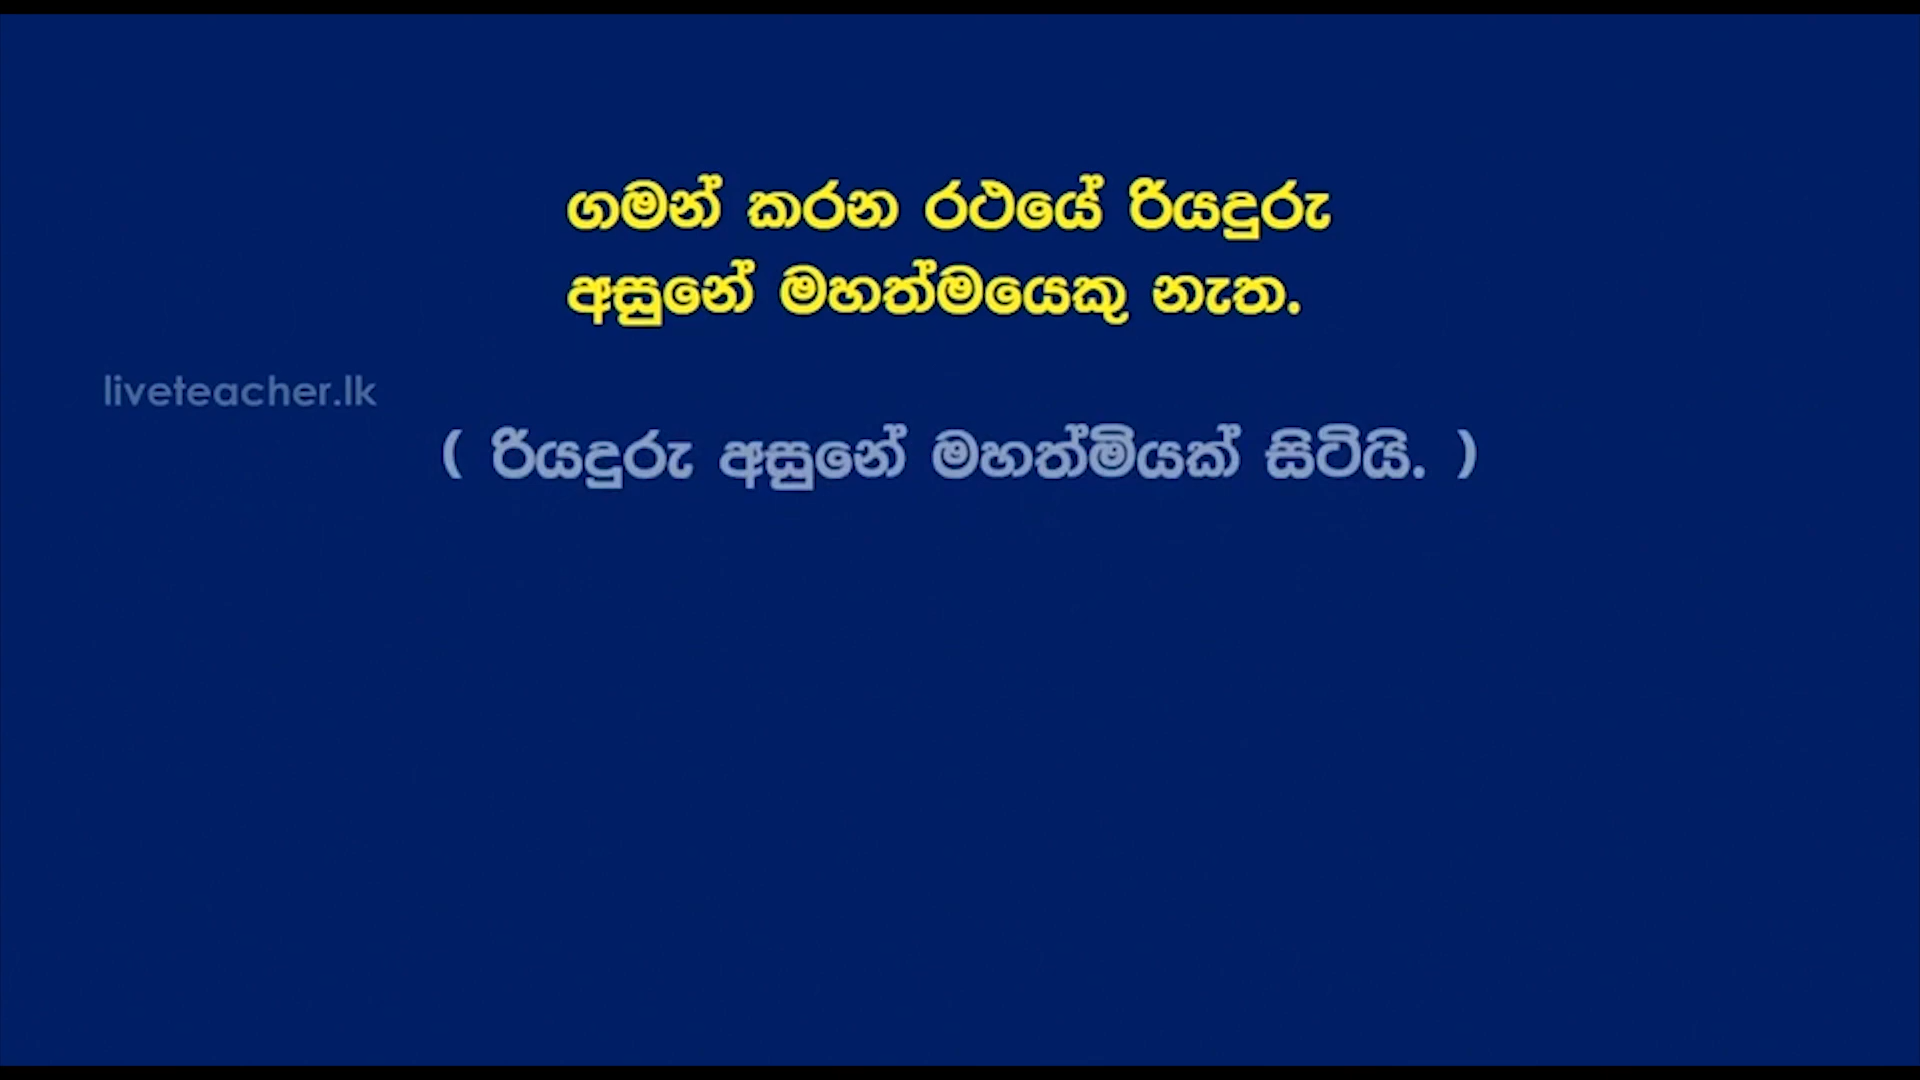 ගමන් කරන රථයේ රියදුරු
අසුනේ මහත්මයෙකු නැත.
liveteacher.lk
( රියදුරු අසුනේ මහත්මියක් සිටියි. )